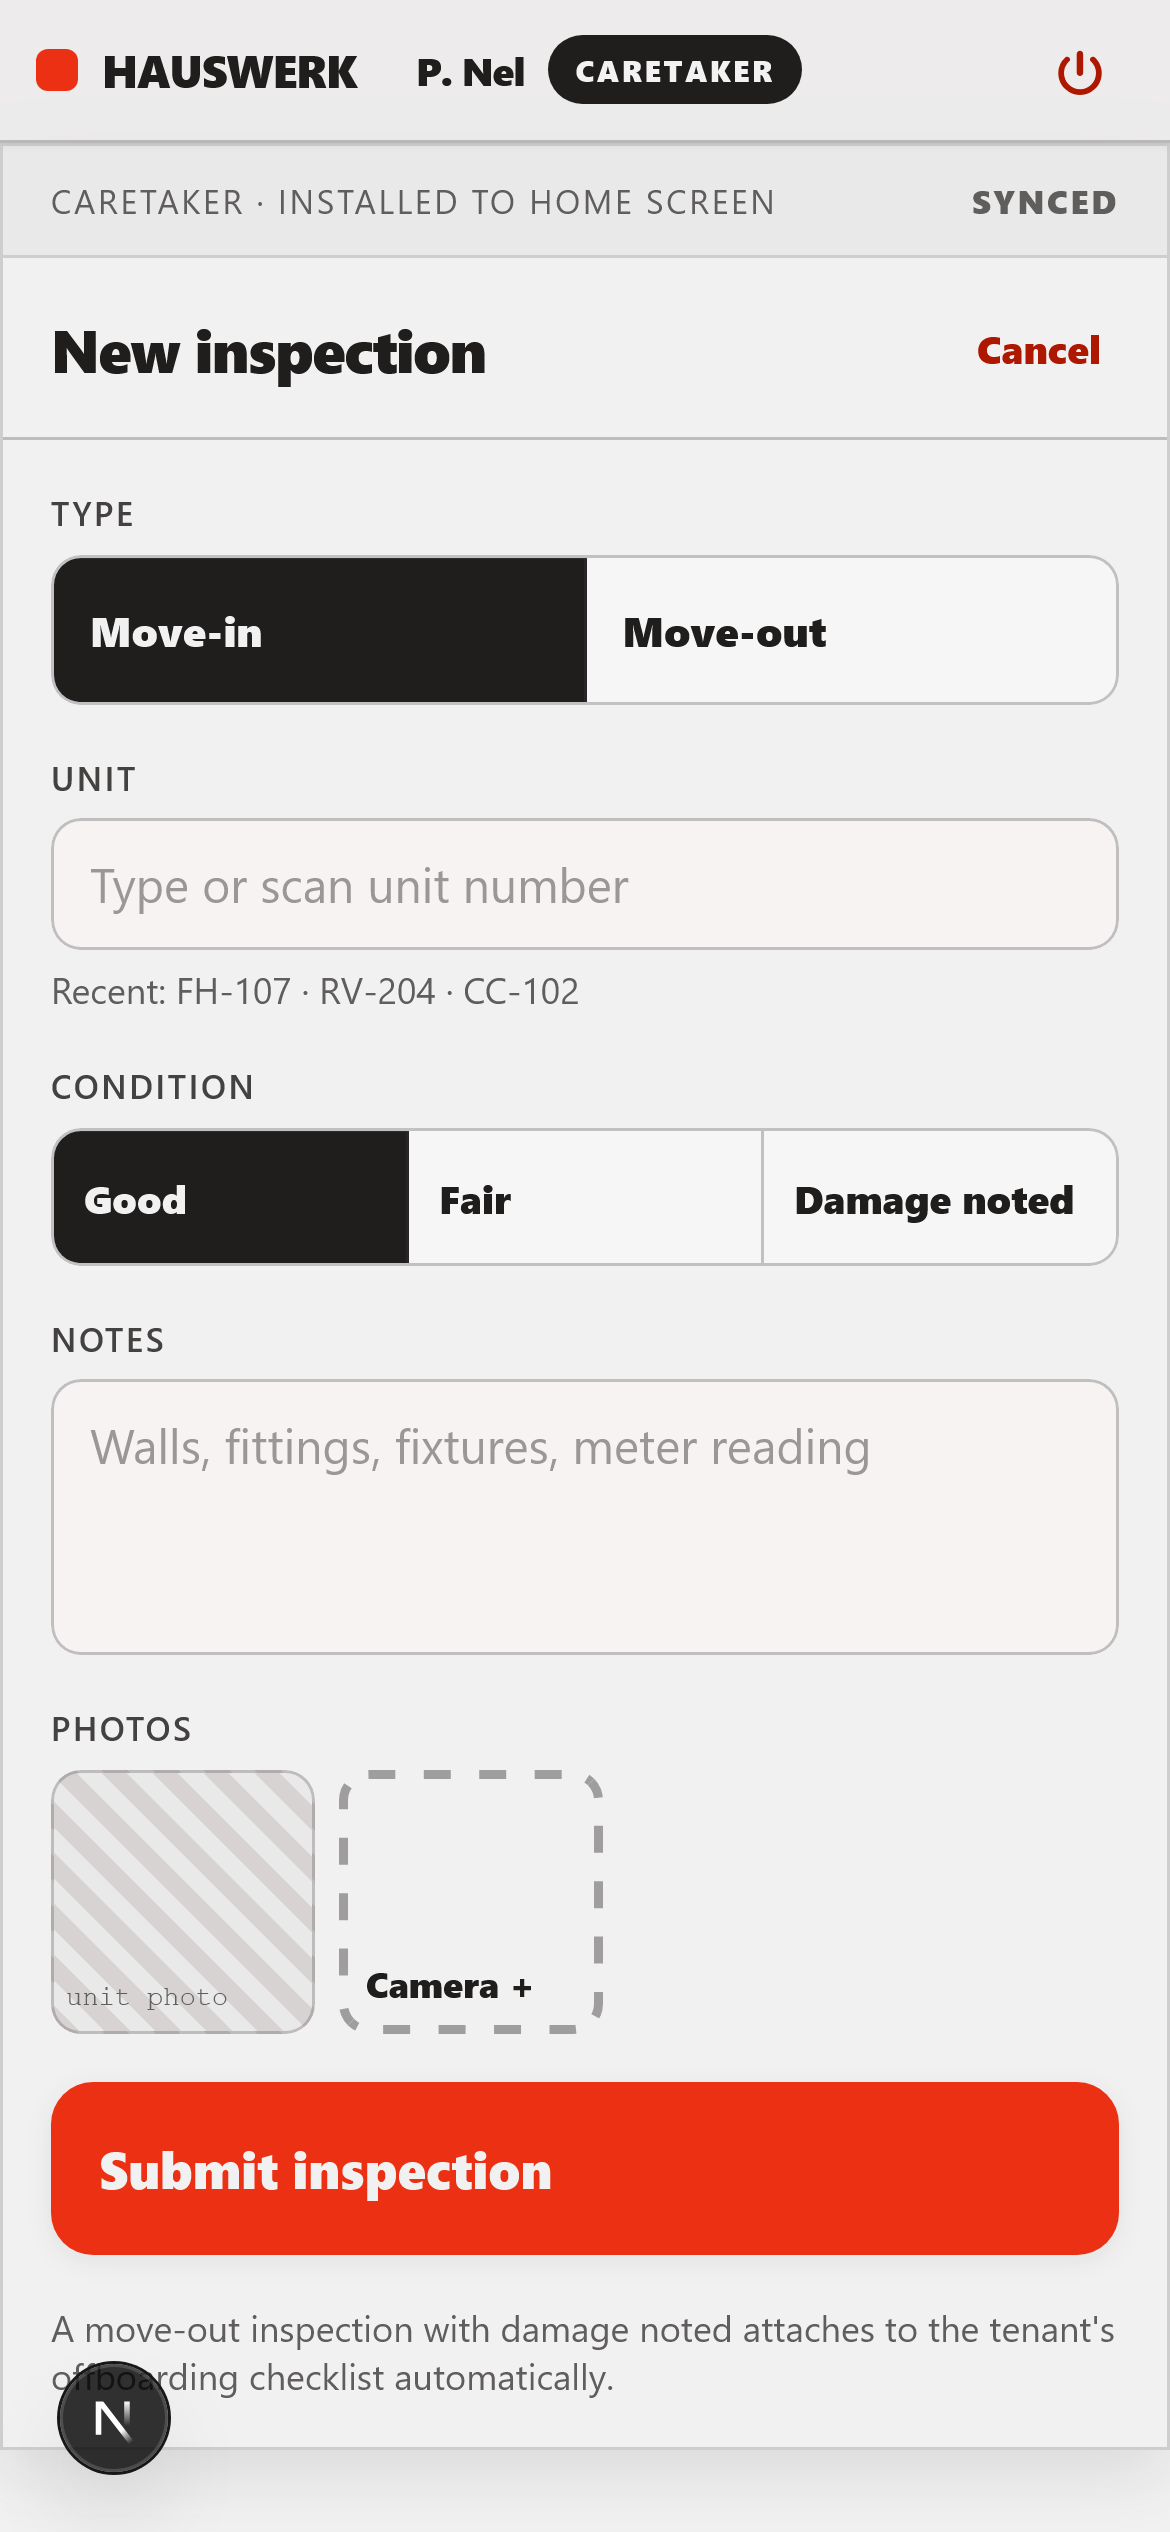 HAUSWERK P. Nel CARETAKER
CARETAKER · INSTALLED TO HOME SCREEN SYNCED
New inspection Cancel
TYPE
Move-in Move-out
UNIT
Type or scan unit number
Recent: FH-107 · RV-204 · CC-102
CONDITION
Good Fair Damage noted
NOTES
Walls, fittings, fixtures, meter reading
PHOTOS
unit photo Camera +
Submit inspection
A move-out inspection with damage noted attaches to the tenant's
offboarding checklist automatically.
N